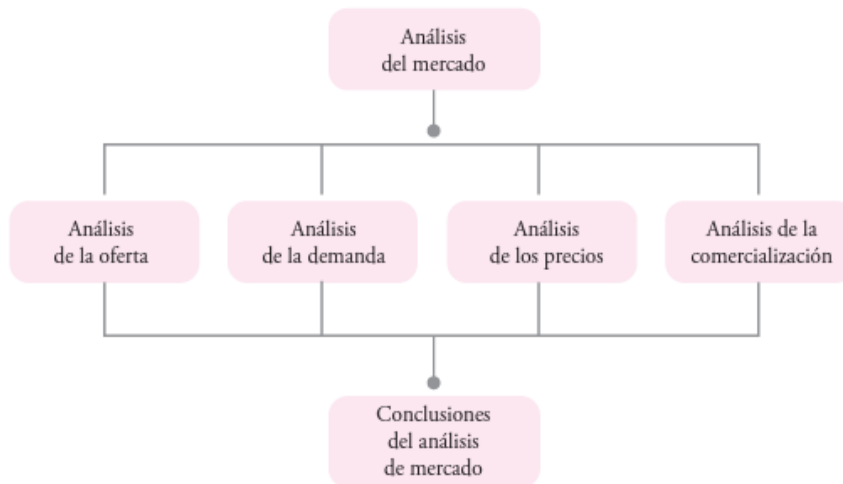 Análisis
del mercado
Análisis
de la oferta
Análisis
de la demanda
Análisis
de los precios
Análisis de la
comercialización
Conclusiones
del análisis
de mercado